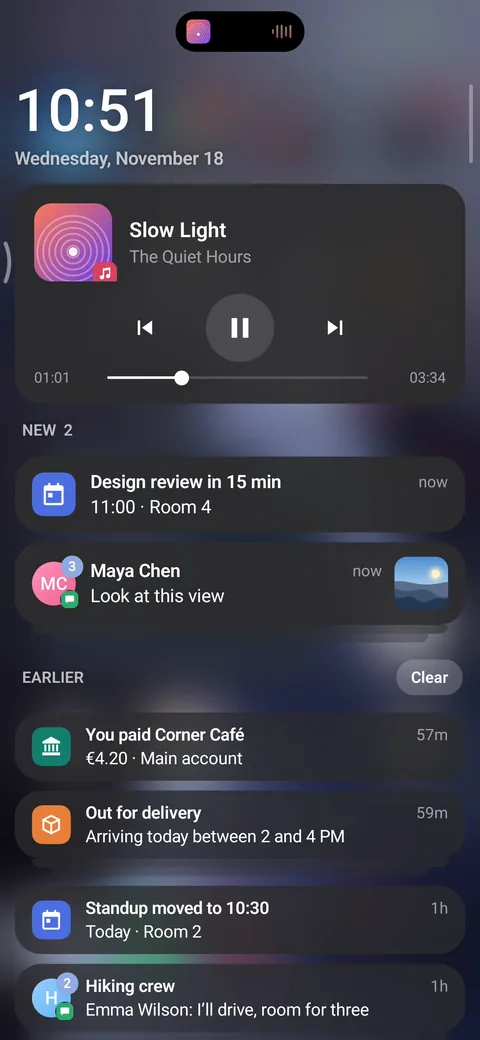 10:51
Wednesday, November 18
Slow Light
The Quiet Hours
01:01
03:34
NEW 2
Design review in 15 min
now
11:00 · Room 4
MC
3
Maya Chen
now
Look at this view
EARLIER
Clear
You paid Corner Café
57m
€4.20 · Main account
Out for delivery
59m
Arriving today between 2 and 4 PM
Standup moved to 10:30
1h
Today · Room 2
H
2
Hiking crew
1h
Emma Wilson: I’ll drive, room for three